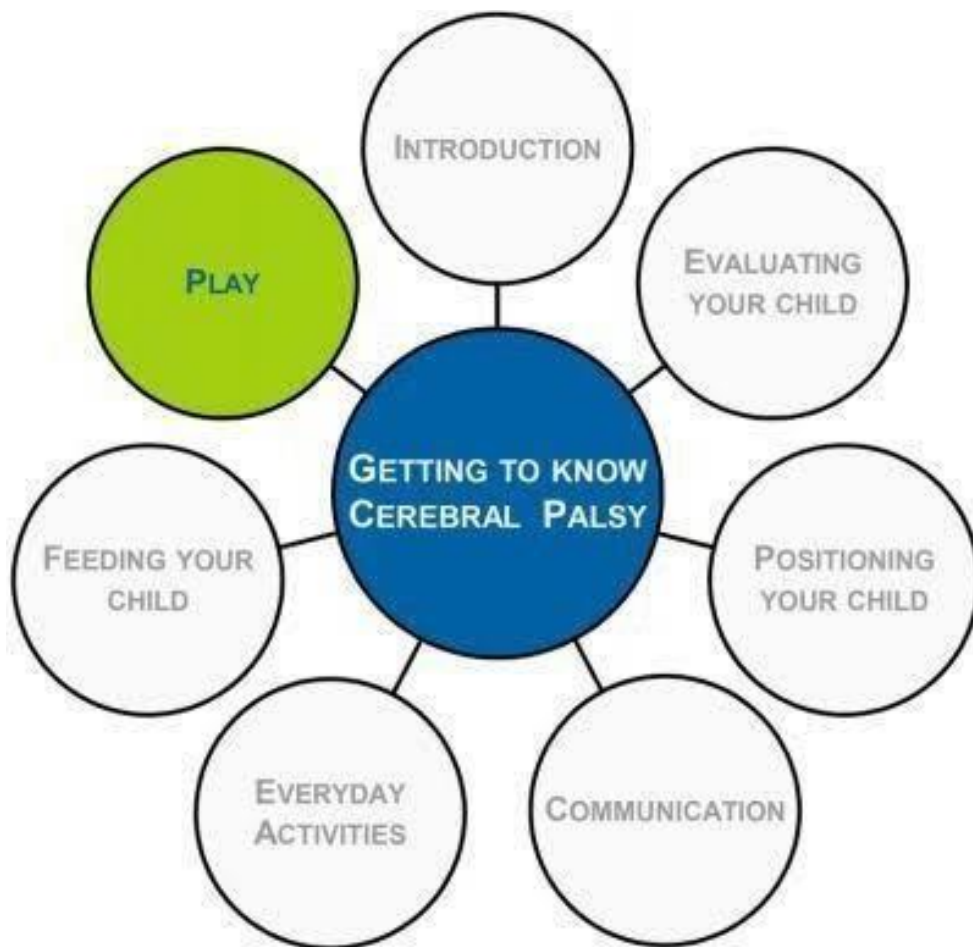 INTRODUCTION
EVALUATING
YOUR CHILD
POSITIONING
YOUR CHILD
COMMUNICATION
EVERYDAY
ACTIVITIES
FEEDING YOUR
CHILD
PLAY
GETTING TO KNOW
CEREBRAL PALSY